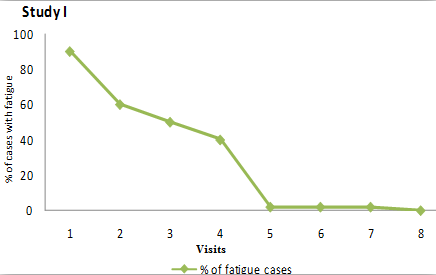 Study I
% of cases with fatigue
100
80
60
40
20
0
1 2 3 4 5 6 7 8
Visits
% of fatigue cases